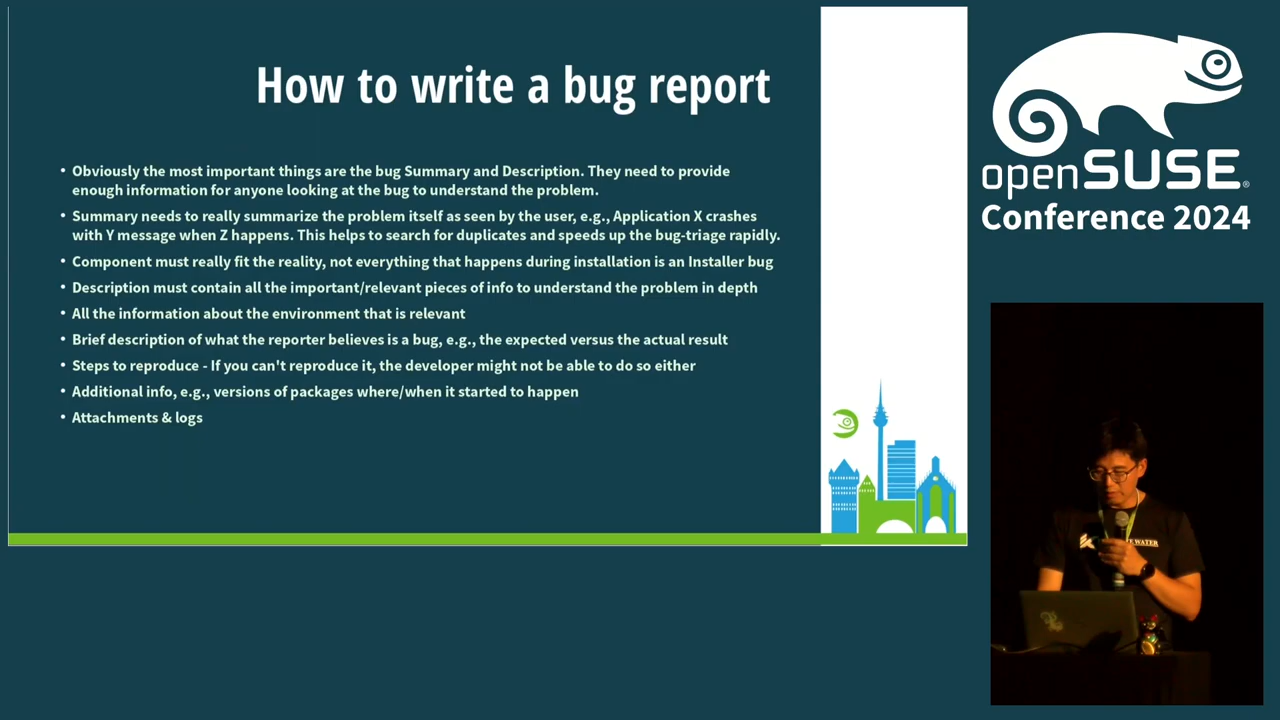 How to write a bug report
• Obviously the most important things are the bug Summary and Description. They need to provide
enough information for anyone looking at the bug to understand the problem.
• Summary needs to really summarize the problem itself as seen by the user, e.g., Application X crashes
with Y message when Z happens. This helps to search for duplicates and speeds up the bug-triage rapidly.
• Component must really fit the reality, not everything that happens during installation is an Installer bug
• Description must contain all the important/relevant pieces of info to understand the problem in depth
• All the information about the environment that is relevant
• Brief description of what the reporter believes is a bug, e.g., the expected versus the actual result
• Steps to reproduce - If you can't reproduce it, the developer might not be able to do so either
• Additional info, e.g., versions of packages where/when it started to happen
• Attachments & logs
openSUSE®
Conference 2024
WATER